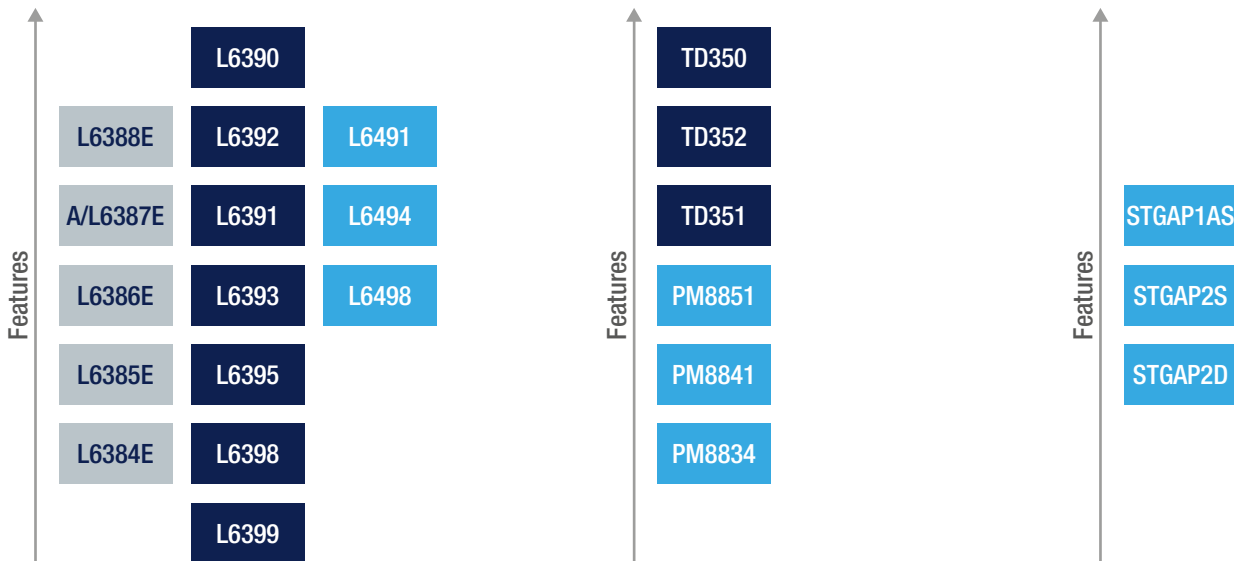 Features
L6390
L6388E
L6392
L6491
A/L6387E
L6391
L6494
L6386E
L6393
L6498
L6385E
L6395
L6384E
L6398
L6399
Features
TD350
TD352
TD351
PM8851
PM8841
PM8834
Features
STGAP1AS
STGAP2S
STGAP2D